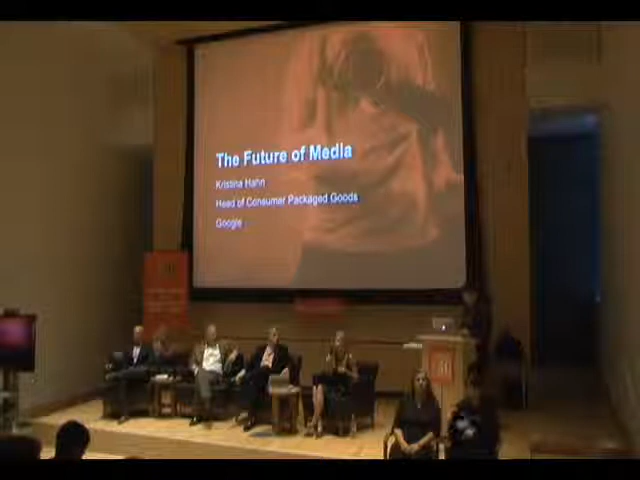 The Future of Media
Kristina Hahn
Head of Consumer Packaged Goods
Google